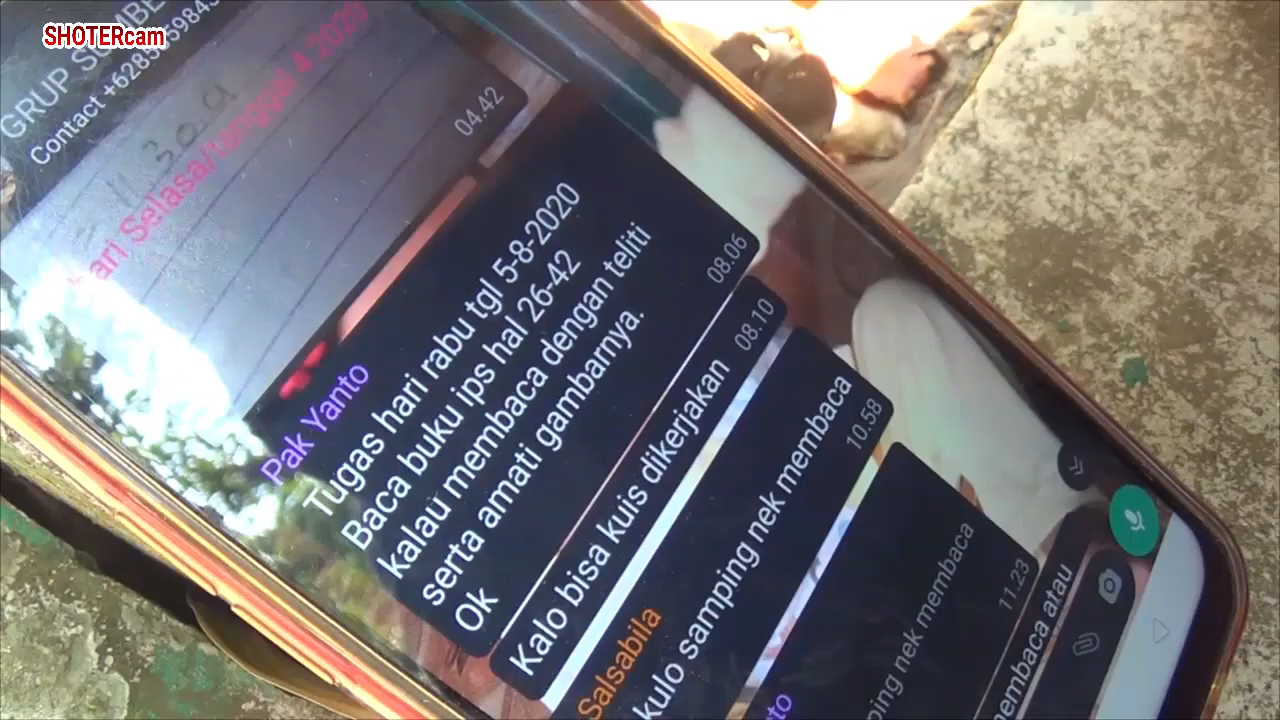 SHOTERcam
GRUP
Contact
Hari Selasa/tanggal 4 2020
04.42
Pak Yanto
Tugas hari rabu tgl 5-8-2020
Baca buku ips hal 26-42
kalau membaca dengan teliti
serta amati gambarnya.
Ok
08.06
Kalo bisa kuis dikerjakan
08.10
Salsabila
kulo samping nek membaca
10.58
nek membaca
11.23
membaca atau